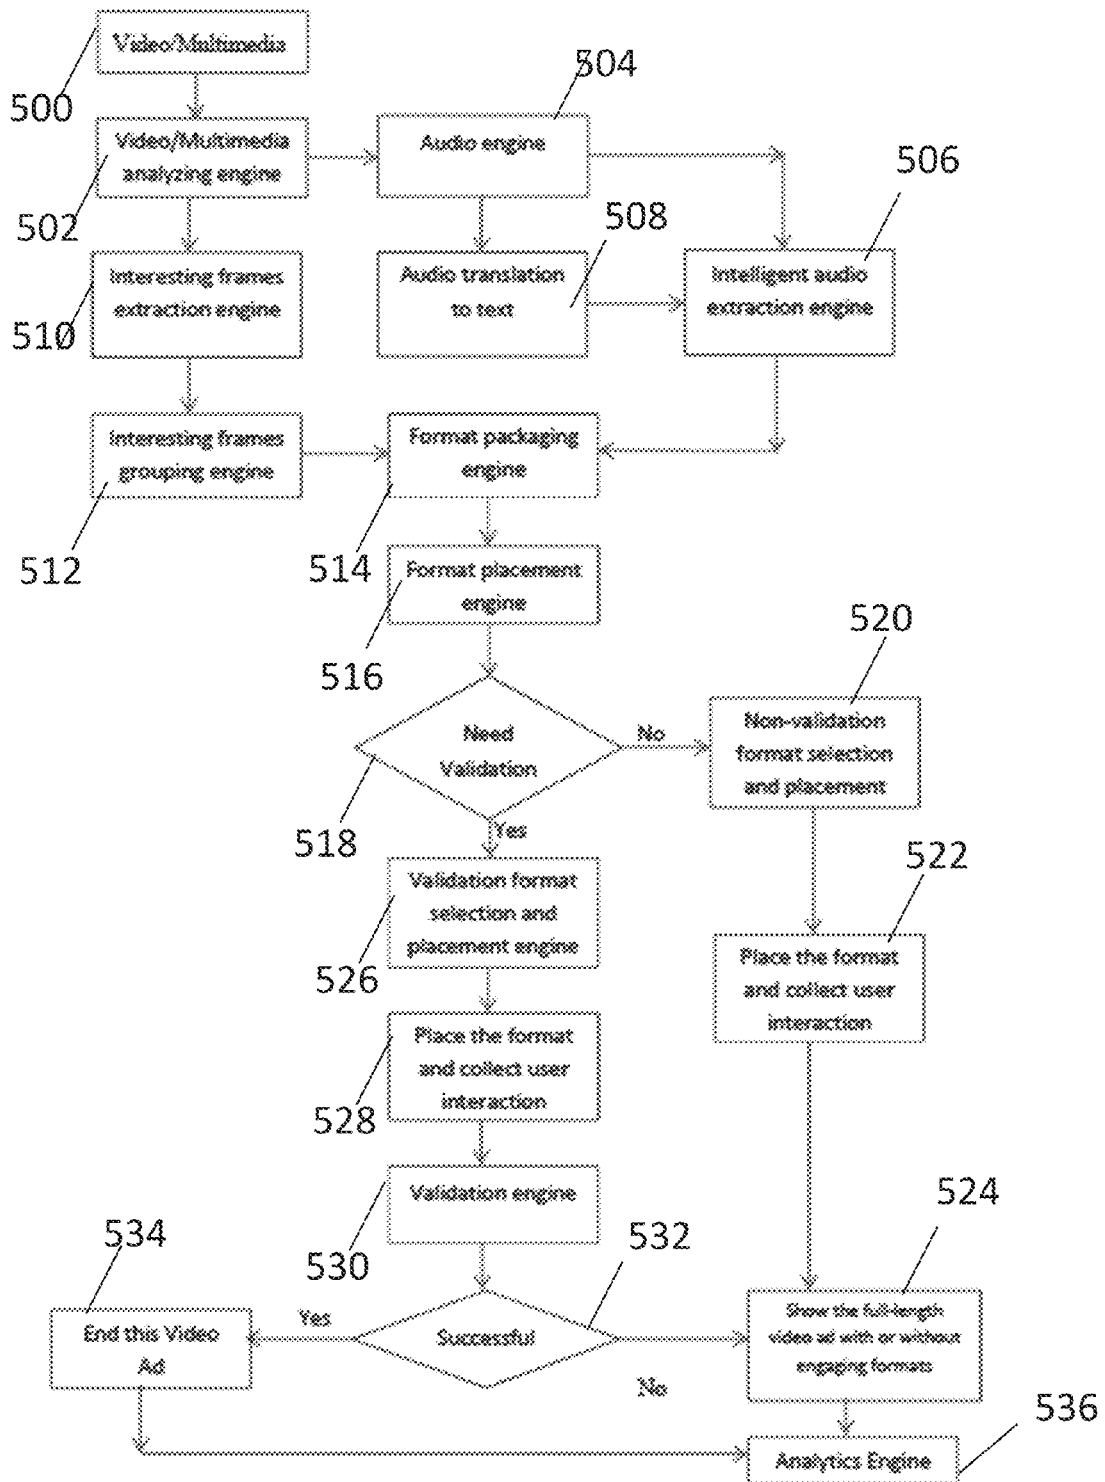 Video/Multimedia
500
504
Video/Multimedia
analyzing engine
502
Audio engine
506
508
Interesting frames
extraction engine
510
Audio translation
to text
Intelligent audio
extraction engine
Interesting frames
grouping engine
512
Format packaging
engine
514
Format placement
engine
516
520
Need
Validation
518
No
Yes
Non-validation
format selection
and placement
522
Validation format
selection and
placement engine
526
Place the format
and collect user
interaction
Place the format
and collect user
interaction
528
524
Validation engine
530
532
534
End this Video
Ad
Yes
Successful
No
Show the full-length
video ad with or without
engaging formats
536
Analytics Engine